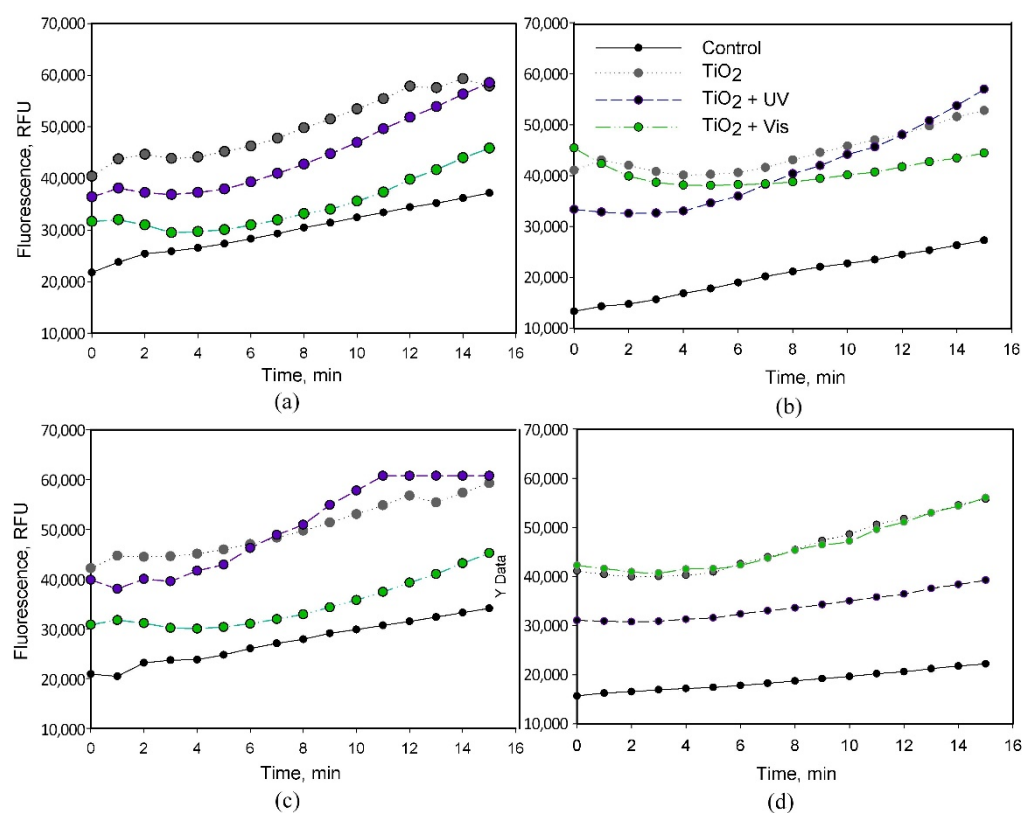 70,000
60,000
50,000
40,000
30,000
20,000
10,000
Fluorescence, RFU
0 2 4 6 8 10 12 14 16
Time, min
(a)
70,000
60,000
50,000
40,000
30,000
20,000
10,000
Control
TiO2
TiO2 + UV
TiO2 + Vis
0 2 4 6 8 10 12 14 16
Time, min
(b)
70,000
60,000
50,000
40,000
30,000
20,000
10,000
Fluorescence, RFU
0 2 4 6 8 10 12 14 16
Time, min
(c)
70,000
60,000
50,000
40,000
30,000
20,000
10,000
Y Data
0 2 4 6 8 10 12 14 16
Time, min
(d)